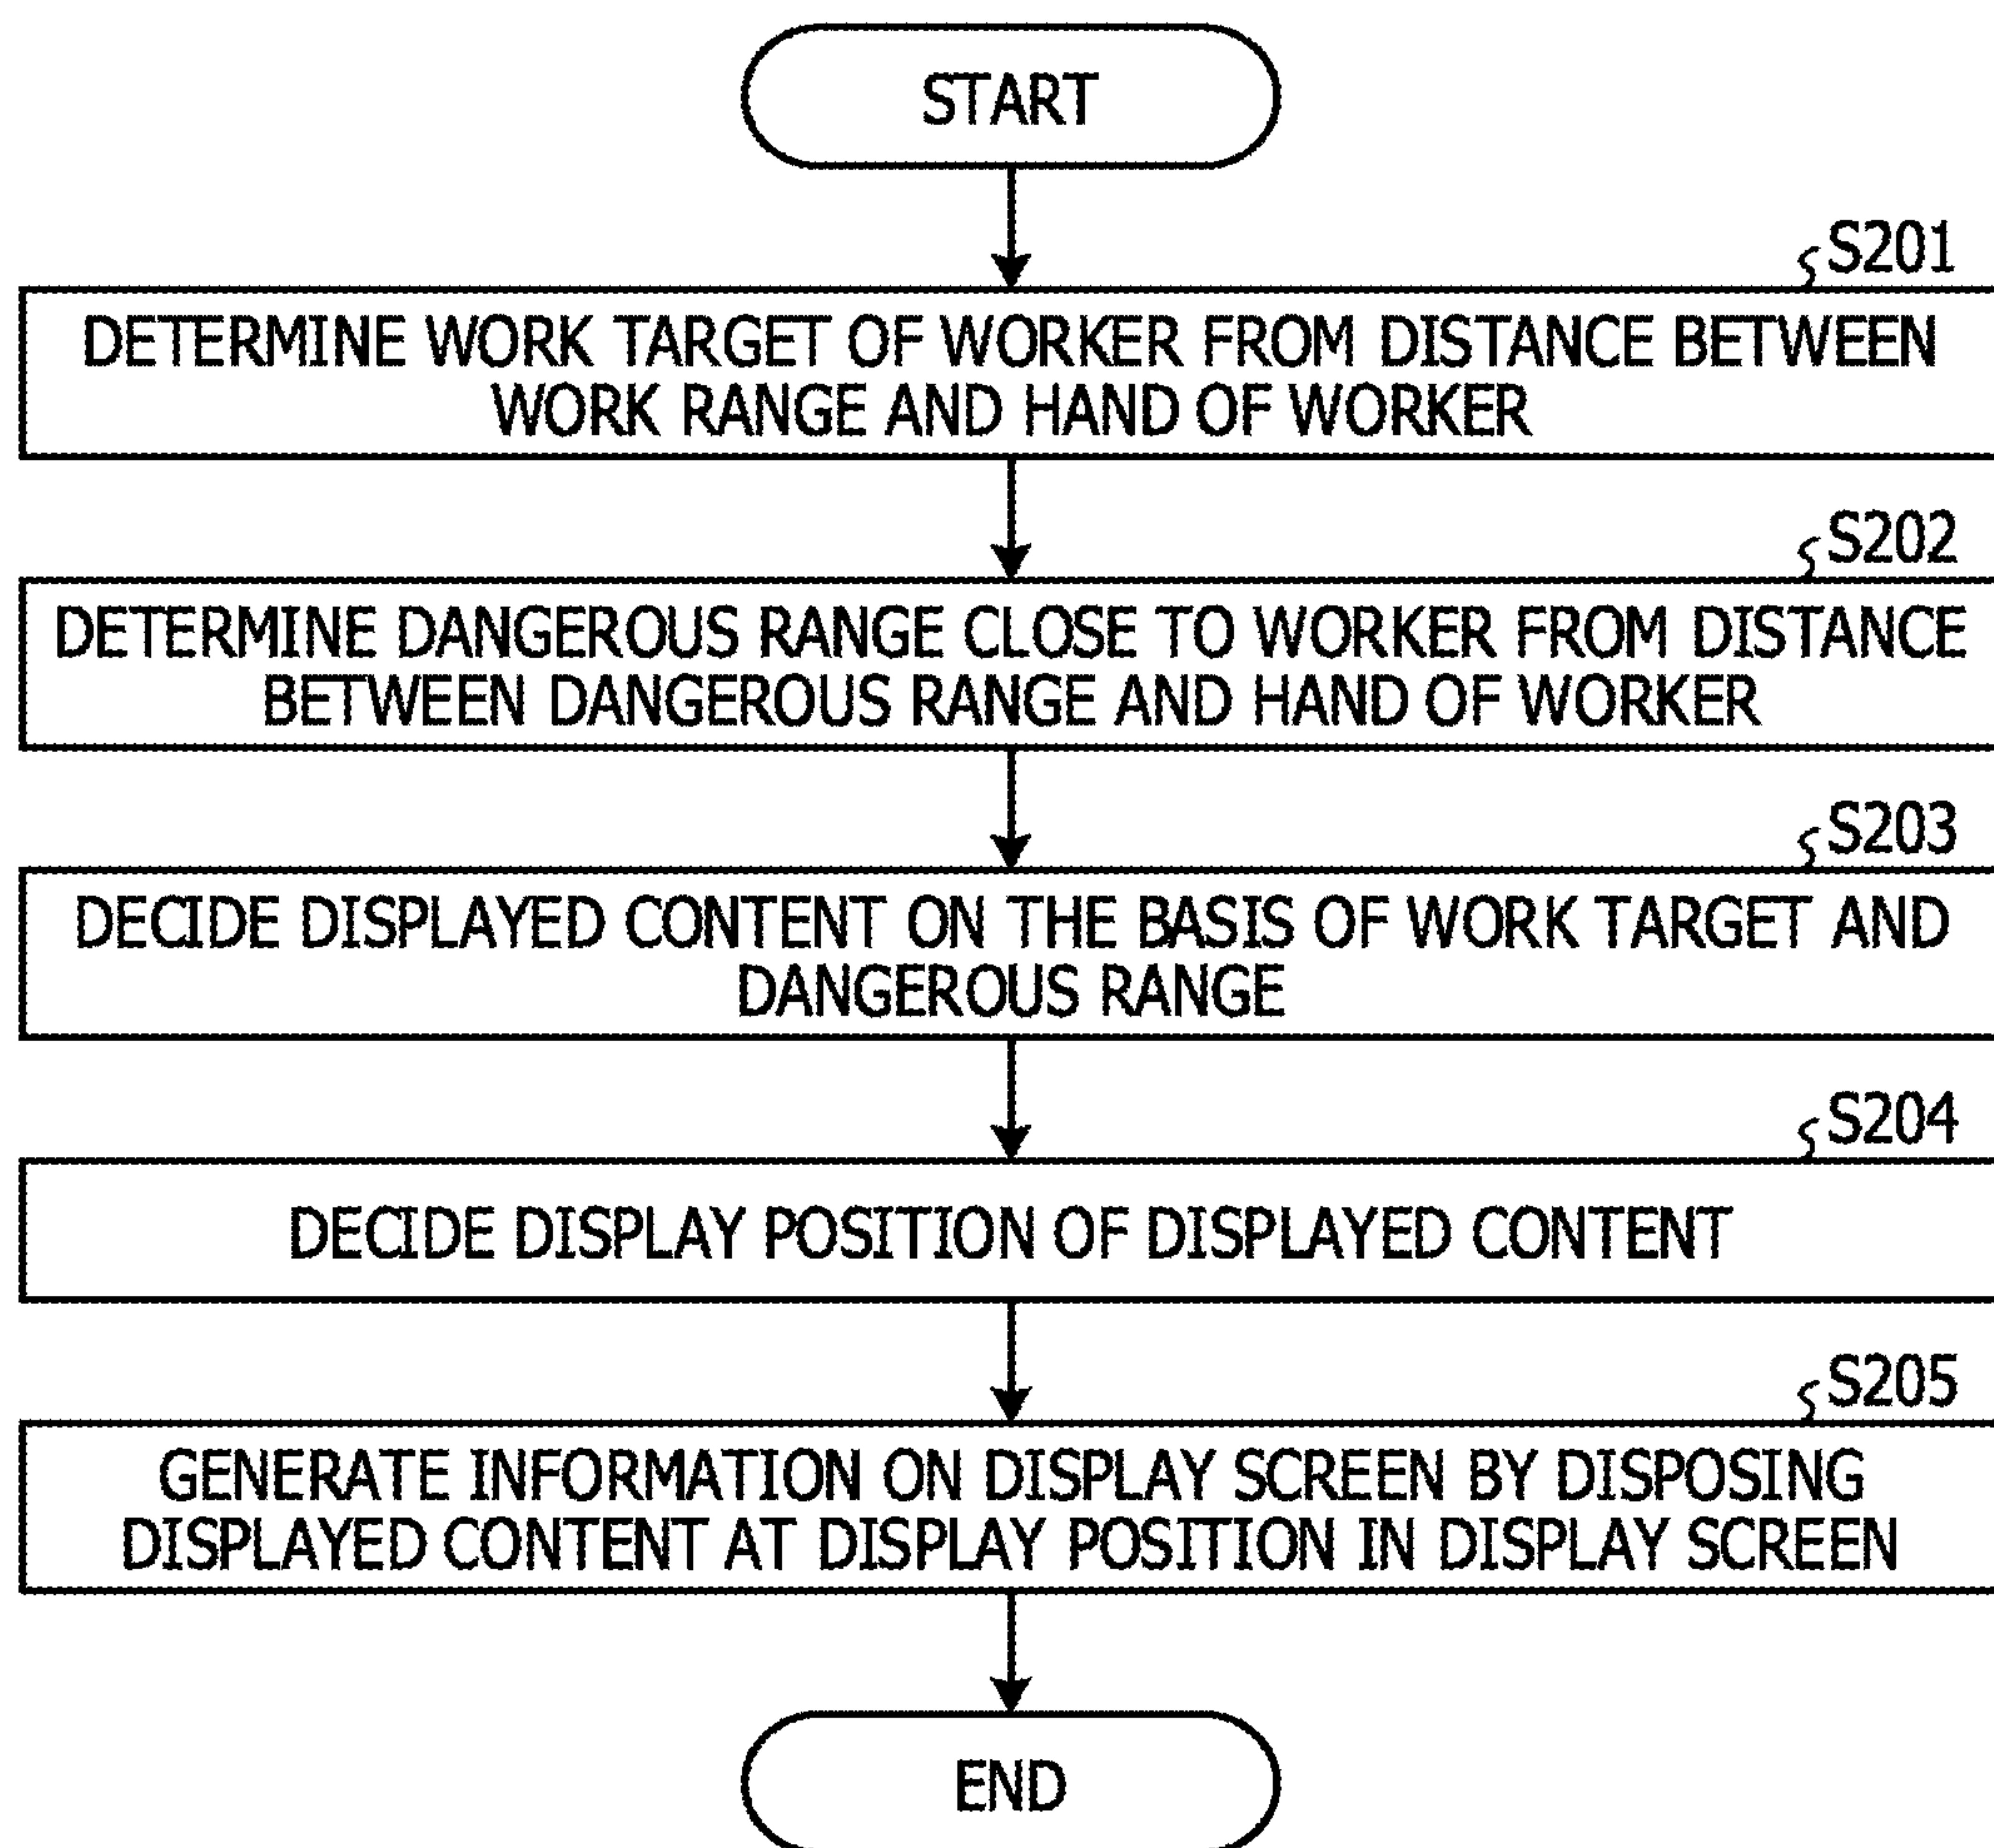 START
S201
DETERMINE WORK TARGET OF WORKER FROM DISTANCE BETWEEN
WORK RANGE AND HAND OF WORKER
S202
DETERMINE DANGEROUS RANGE CLOSE TO WORKER FROM DISTANCE
BETWEEN DANGEROUS RANGE AND HAND OF WORKER
S203
DECIDE DISPLAYED CONTENT ON THE BASIS OF WORK TARGET AND
DANGEROUS RANGE
S204
DECIDE DISPLAY POSITION OF DISPLAYED CONTENT
S205
GENERATE INFORMATION ON DISPLAY SCREEN BY DISPOSING
DISPLAYED CONTENT AT DISPLAY POSITION IN DISPLAY SCREEN
END